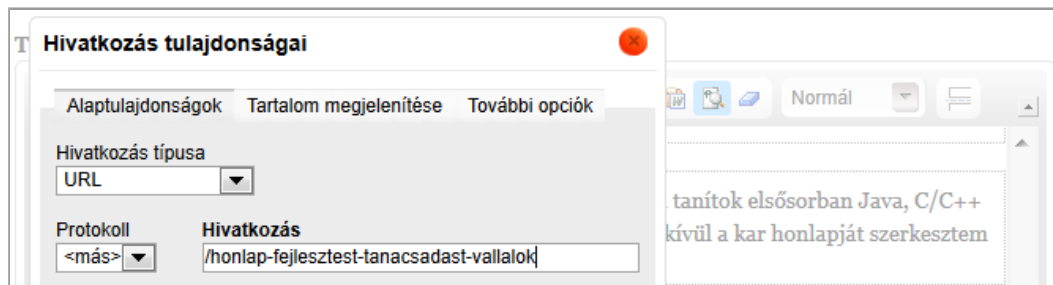 T
Hivatkozás tulajdonságai
Alaptulajdonságok Tartalom megjelenítése További opciók
Normál
Hivatkozás típusa
URL
tanítok elsősorban Java, C/C++
kívül a kar honlapját szerkesztem
Protokoll Hivatkozás
<más> /honlap-fejlesztest-tanacsadast-vallalok